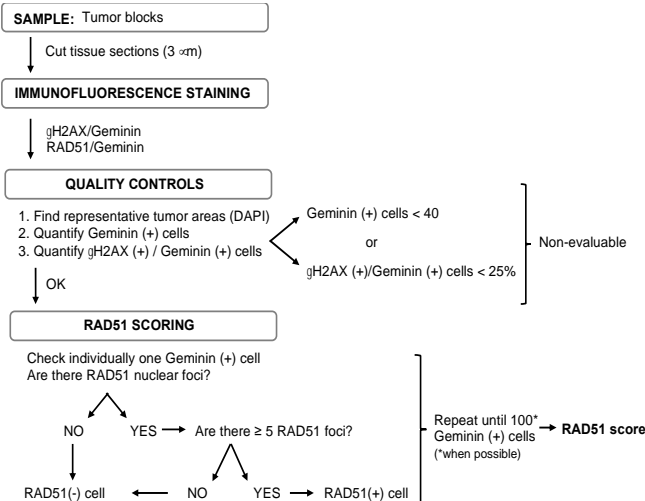 SAMPLE: Tumor blocks
Cut tissue sections (3 ∝m)
IMMUNOFLUORESCENCE STAINING
gH2AX/Geminin
RAD51/Geminin
QUALITY CONTROLS
1. Find representative tumor areas (DAPI)
2. Quantify Geminin (+) cells
3. Quantify gH2AX (+) / Geminin (+) cells
Geminin (+) cells < 40
or
gH2AX (+)/Geminin (+) cells < 25%
Non-evaluable
OK
RAD51 SCORING
Check individually one Geminin (+) cell
Are there RAD51 nuclear foci?
NO
YES
Are there ≥ 5 RAD51 foci?
RAD51(-) cell
NO
YES
RAD51(+) cell
Repeat until 100*
Geminin (+) cells
(*when possible)
RAD51 score